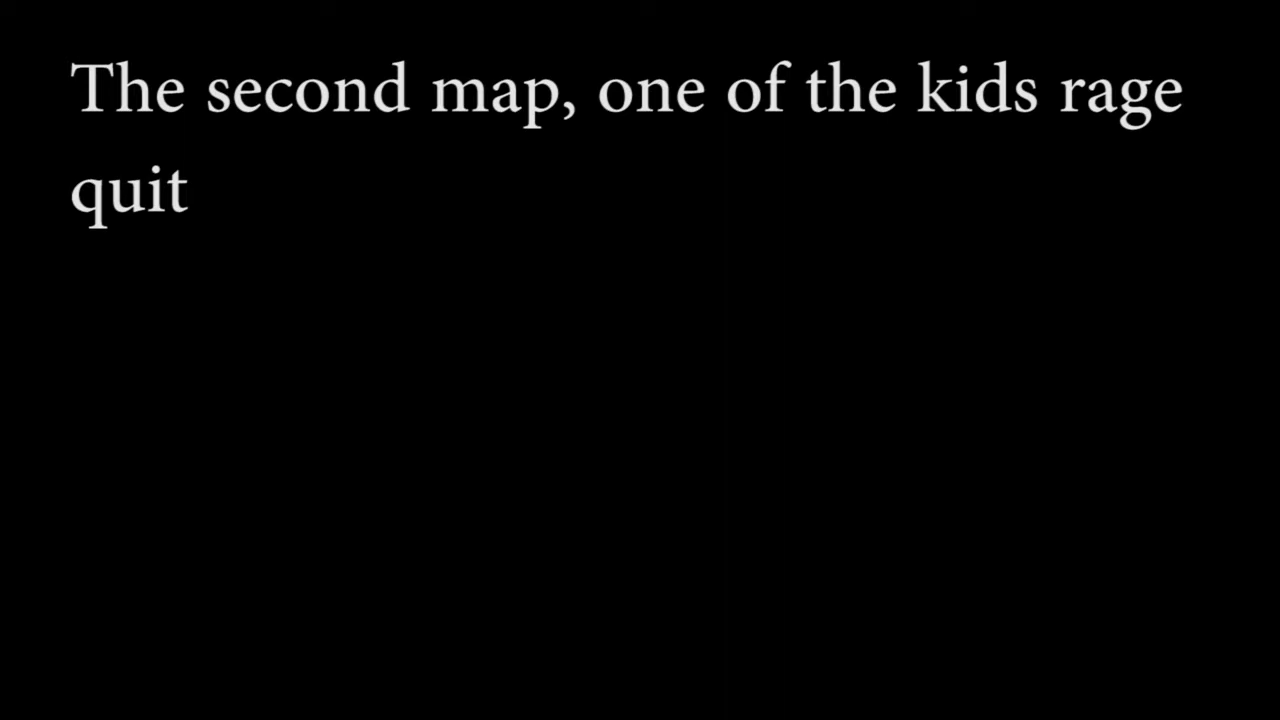 The second map, one of the kids rage
quit